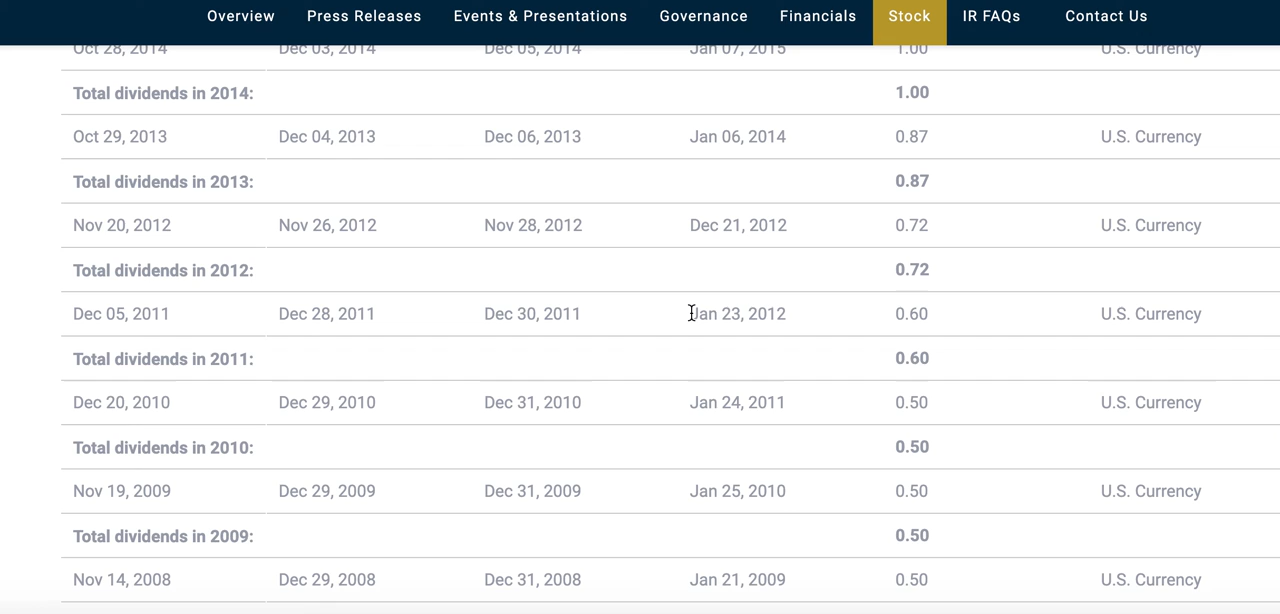 Overview Press Releases Events & Presentations Governance Financials Stock IR FAQs Contact Us
Oct 28, 2014 Dec 03, 2014 Dec 05, 2014 Jan 07, 2015 1.00 U.S. Currency
Total dividends in 2014: 1.00
Oct 29, 2013 Dec 04, 2013 Dec 06, 2013 Jan 06, 2014 0.87 U.S. Currency
Total dividends in 2013: 0.87
Nov 20, 2012 Nov 26, 2012 Nov 28, 2012 Dec 21, 2012 0.72 U.S. Currency
Total dividends in 2012: 0.72
Dec 05, 2011 Dec 28, 2011 Dec 30, 2011 Jan 23, 2012 0.60 U.S. Currency
Total dividends in 2011: 0.60
Dec 20, 2010 Dec 29, 2010 Dec 31, 2010 Jan 24, 2011 0.50 U.S. Currency
Total dividends in 2010: 0.50
Nov 19, 2009 Dec 29, 2009 Dec 31, 2009 Jan 25, 2010 0.50 U.S. Currency
Total dividends in 2009: 0.50
Nov 14, 2008 Dec 29, 2008 Dec 31, 2008 Jan 21, 2009 0.50 U.S. Currency